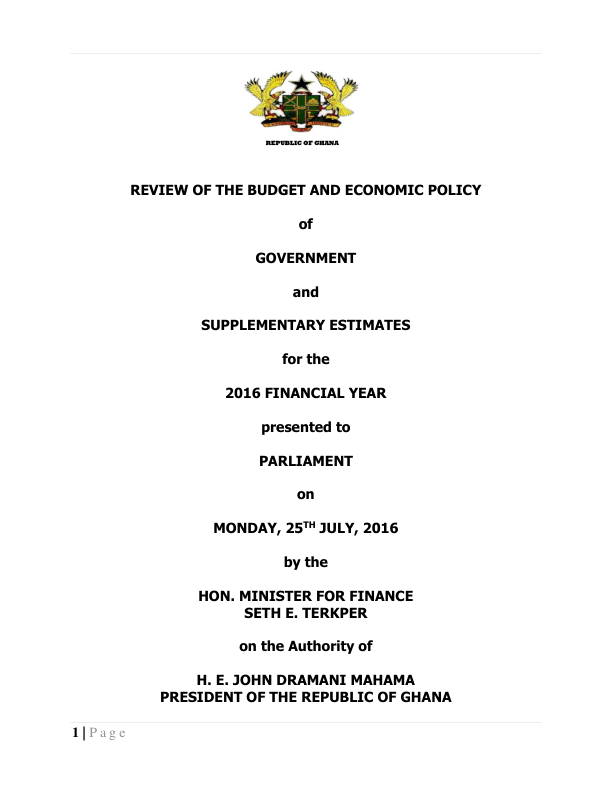 REPUBLIC OF GHANA
REVIEW OF THE BUDGET AND ECONOMIC POLICY
of
GOVERNMENT
and
SUPPLEMENTARY ESTIMATES
for the
2016 FINANCIAL YEAR
presented to
PARLIAMENT
on
MONDAY, 25TH JULY, 2016
by the
HON. MINISTER FOR FINANCE
SETH E. TERKPER
on the Authority of
H. E. JOHN DRAMANI MAHAMA
PRESIDENT OF THE REPUBLIC OF GHANA
1 | Page